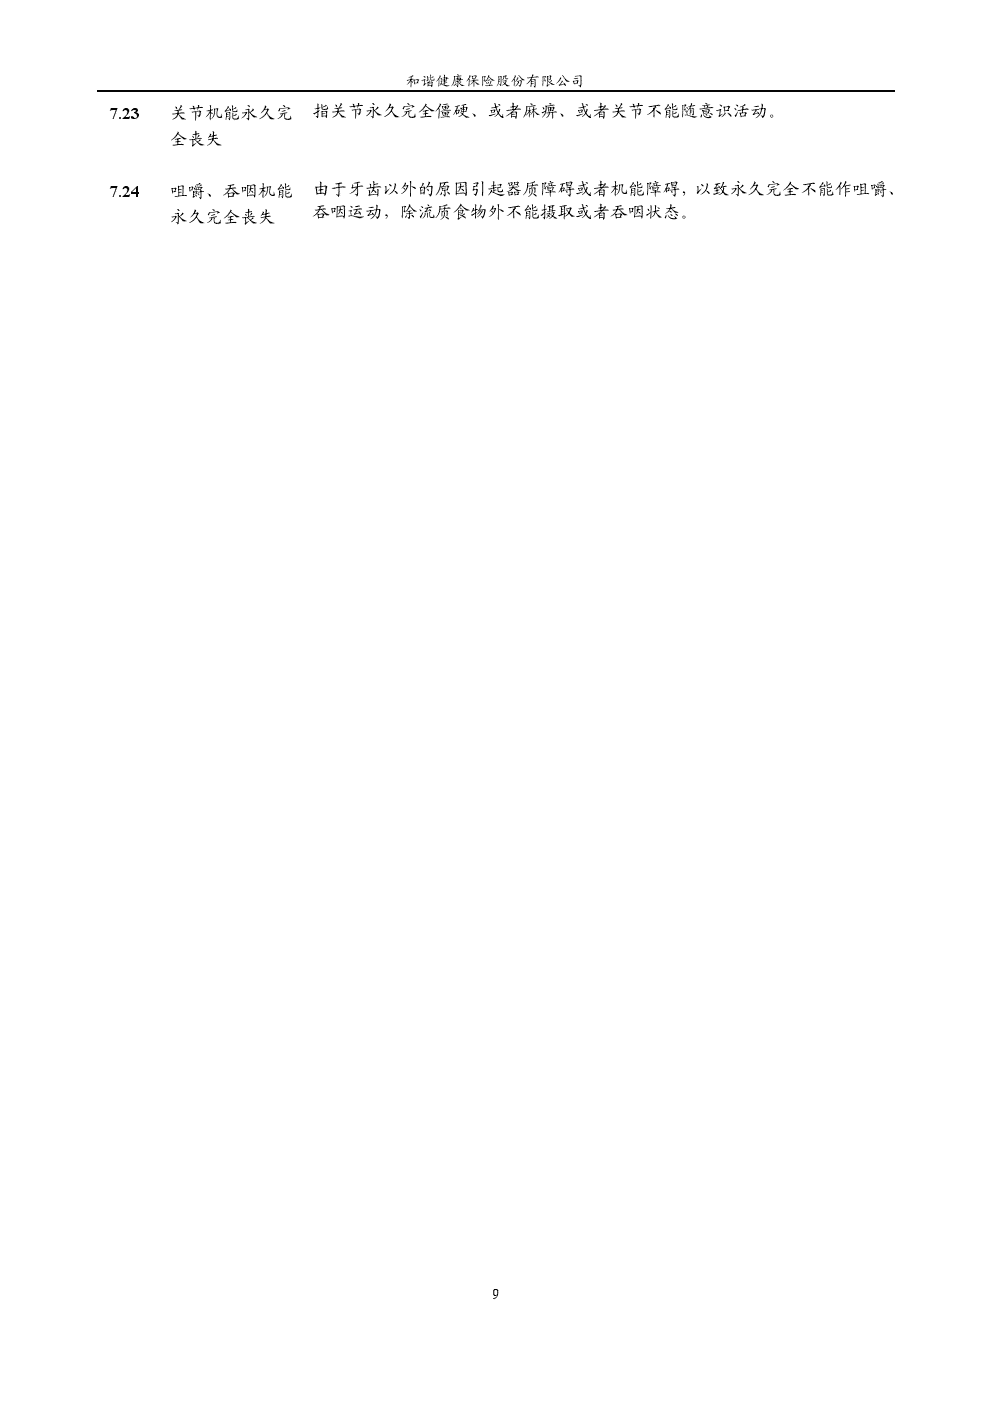 和谐健康保险股份有限公司
7.23 关节机能永久完 指关节永久完全僵硬、或者麻痹、或者关节不能随意识活动。
全丧失
7.24 咀嚼、吞咽机能 由于牙齿以外的原因引起器质障碍或者机能障碍，以致永久完全不能作咀嚼、
永久完全丧失 吞咽运动，除流质食物外不能摄取或者吞咽状态。
9